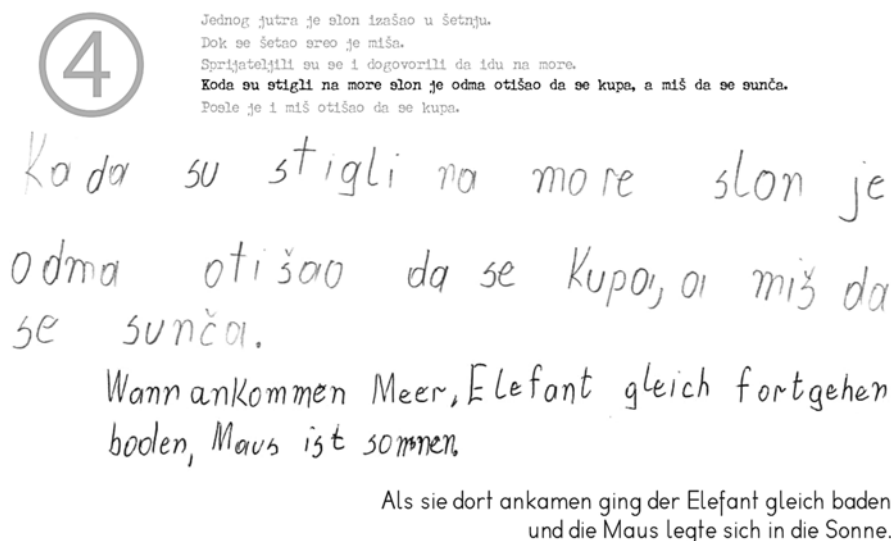 4
Jednog jutra je slon izašao u šetnju.
Dok se šetao sreo je miša.
Sprijateljili su se i dogovorili da idu na more.
Koda su stigli na more slon je odma otišao da se kupa, a miš da se sunča.
Posle je i miš otišao da se kupa.
Kada su stigli na more slon je
odma otišao da se kupa, a miš da
se sunča.
Wann ankommen Meer, Elefant gleich fortgehen
boden, Maus ist sonnen.
Als sie dort ankamen ging der Elefant gleich baden
und die Maus legte sich in die Sonne.